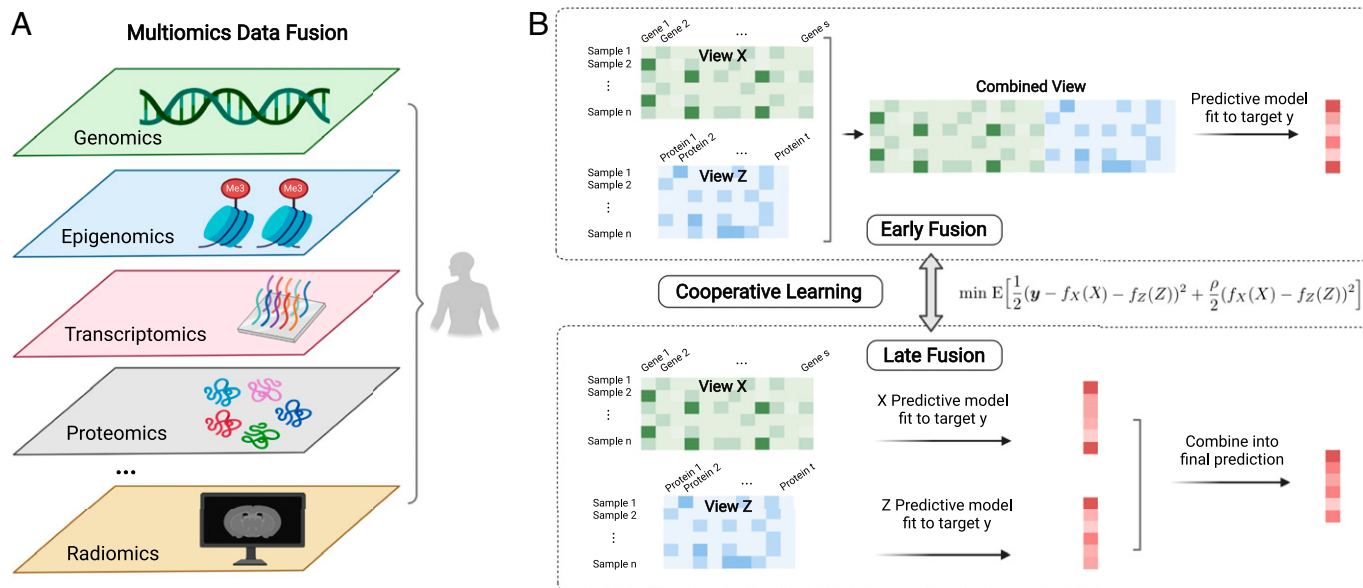 A
Multiomics Data Fusion
Genomics
Me3 Me3
Epigenomics
Transcriptomics
Proteomics
...
Radiomics
B
Gene 1
Gene 2
...
Gene s
Sample 1
Sample 2
⋮
Sample n
View X
Protein 1
Protein 2
...
Protein t
Sample 1
Sample 2
⋮
Sample n
View Z
Combined View
Predictive model
fit to target y
Early Fusion
Cooperative Learning
min E[1/2(y − f_X(X) − f_Z(Z))² + ρ/2(f_X(X) − f_Z(Z))²]
Late Fusion
Gene 1
Gene 2
...
Gene s
Sample 1
Sample 2
⋮
Sample n
View X
X Predictive model
fit to target y
Protein 1
Protein 2
...
Protein t
Sample 1
Sample 2
⋮
Sample n
View Z
Z Predictive model
fit to target y
Combine into
final prediction